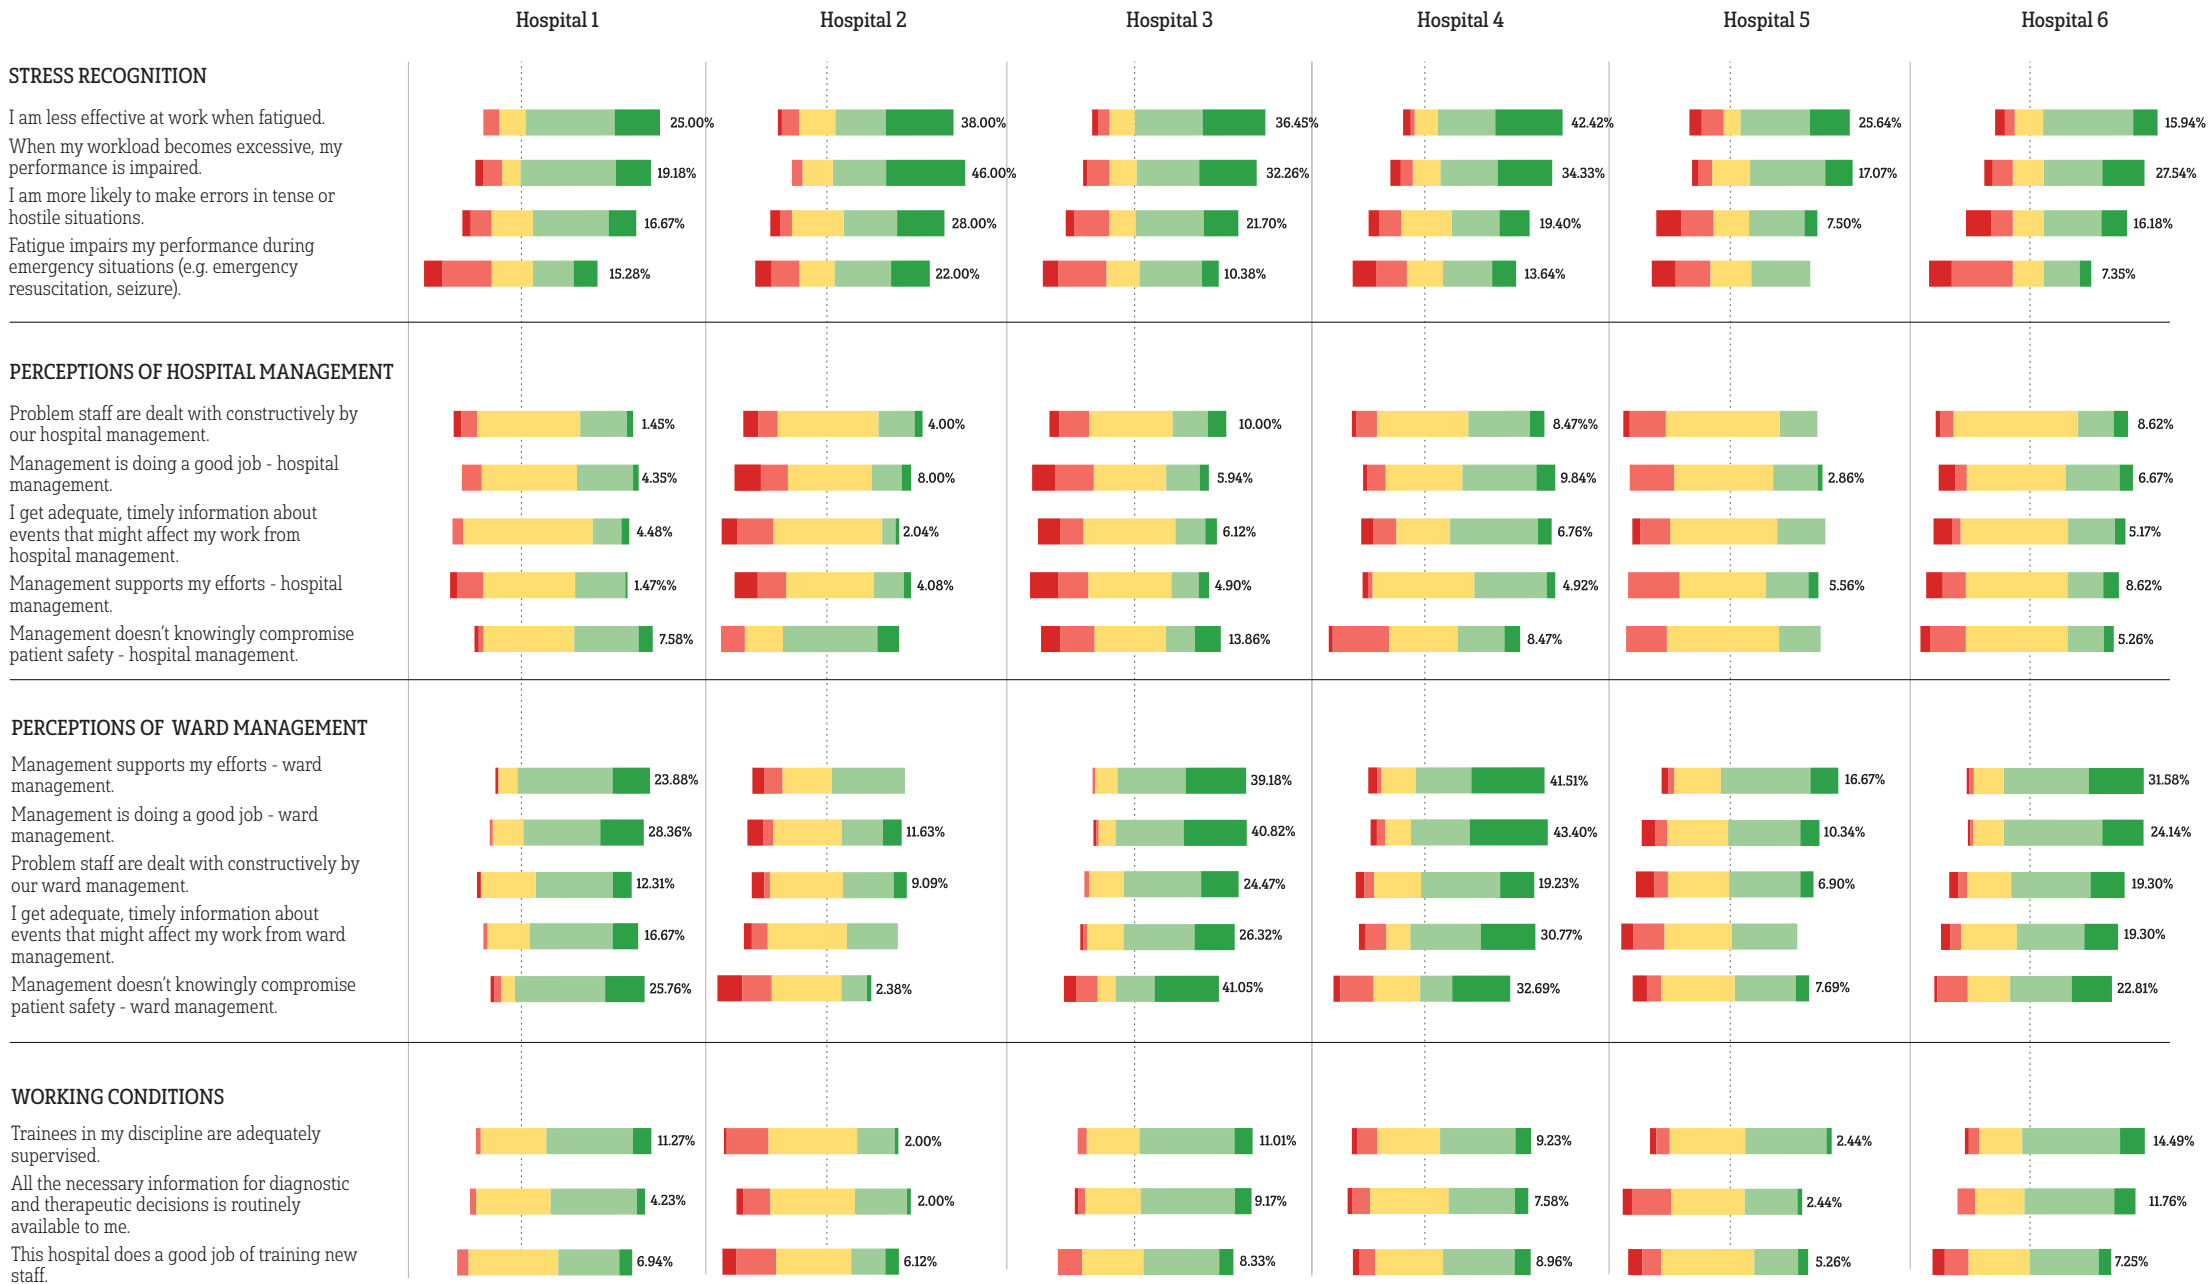 Hospital 1 Hospital 2 Hospital 3 Hospital 4 Hospital 5 Hospital 6
STRESS RECOGNITION
I am less effective at work when fatigued.
25.00% 38.00% 36.45% 42.42% 25.64% 15.94%
When my workload becomes excessive, my
performance is impaired.
19.18% 46.00% 32.26% 34.33% 17.07% 27.54%
I am more likely to make errors in tense or
hostile situations.
16.67% 28.00% 21.70% 19.40% 7.50% 16.18%
Fatigue impairs my performance during
emergency situations (e.g. emergency
resuscitation, seizure).
15.28% 22.00% 10.38% 13.64% 7.35%
PERCEPTIONS OF HOSPITAL MANAGEMENT
Problem staff are dealt with constructively by
our hospital management.
1.45% 4.00% 10.00% 8.47%% 8.62%
Management is doing a good job - hospital
management.
4.35% 8.00% 5.94% 9.84% 2.86% 6.67%
I get adequate, timely information about
events that might affect my work from
hospital management.
4.48% 2.04% 6.12% 6.76% 5.17%
Management supports my efforts - hospital
management.
1.47%% 4.08% 4.90% 4.92% 5.56% 8.62%
Management doesn't knowingly compromise
patient safety - hospital management.
7.58% 13.86% 8.47% 5.26%
PERCEPTIONS OF WARD MANAGEMENT
Management supports my efforts - ward
management.
23.88% 39.18% 41.51% 16.67% 31.58%
Management is doing a good job - ward
management.
28.36% 11.63% 40.82% 43.40% 10.34% 24.14%
Problem staff are dealt with constructively by
our ward management.
12.31% 9.09% 24.47% 19.23% 6.90% 19.30%
I get adequate, timely information about
events that might affect my work from ward
management.
16.67% 26.32% 30.77% 19.30%
Management doesn't knowingly compromise
patient safety - ward management.
25.76% 2.38% 41.05% 32.69% 7.69% 22.81%
WORKING CONDITIONS
Trainees in my discipline are adequately
supervised.
11.27% 2.00% 11.01% 9.23% 2.44% 14.49%
All the necessary information for diagnostic
and therapeutic decisions is routinely
available to me.
4.23% 2.00% 9.17% 7.58% 2.44% 11.76%
This hospital does a good job of training new
staff.
6.94% 6.12% 8.33% 8.96% 5.26% 7.25%